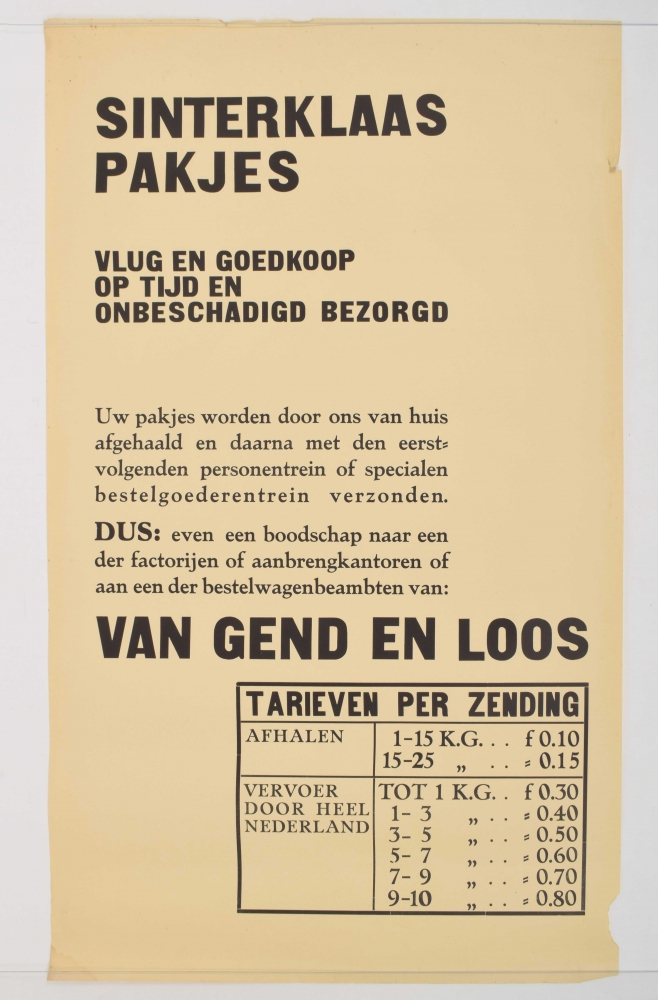 SINTERKLAAS
PAKJES
VLUG EN GOEDKOOP
OP TIJD EN
ONBESCHADIGD BEZORGD
Uw pakjes worden door ons van huis
afgehaald en daarna met den eerst=
volgenden personentrein of specialen
bestelgoederentrein verzonden.
DUS: even een boodschap naar een
der factorijen of aanbrengkantoren of
aan een der bestelwagenbeambten van:
VAN GEND EN LOOS
TARIEVEN PER ZENDING
AFHALEN 1-15 K.G. . . f 0.10
15-25 „ . . = 0.15
VERVOER DOOR HEEL NEDERLAND TOT 1 K.G. . f 0.30
1- 3 „ . . = 0.40
3- 5 „ . . = 0.50
5- 7 „ . . = 0.60
7- 9 „ . . = 0.70
9-10 „ . . = 0.80